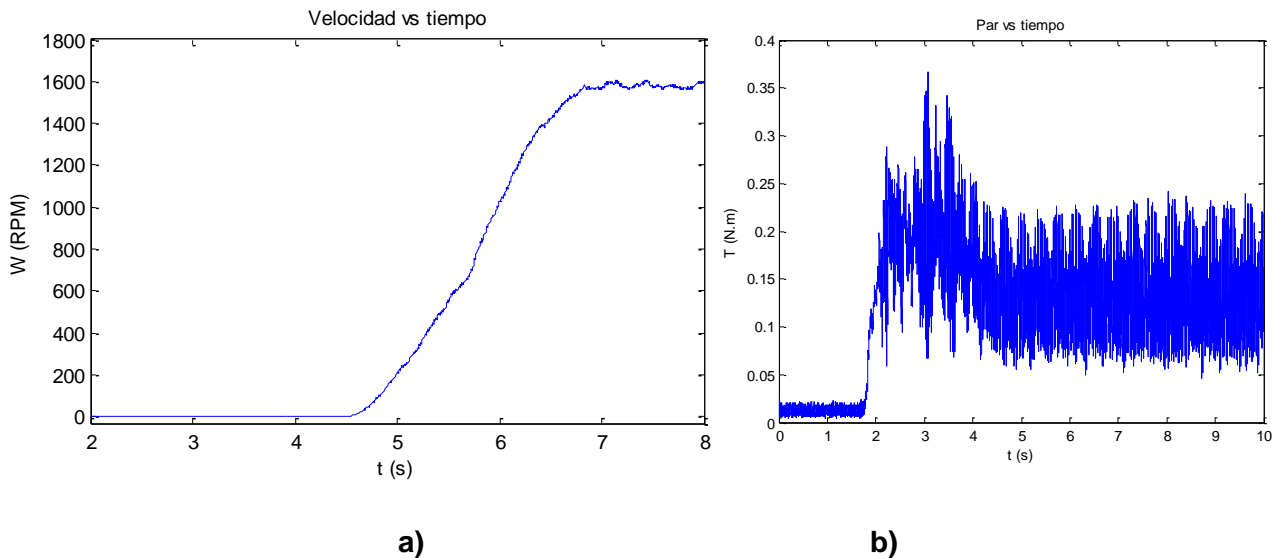 Velocidad vs tiempo
1800
1600
1400
1200
1000
800
600
400
200
0
W (RPM)
2 3 4 5 6 7 8
t (s)
a)
Par vs tiempo
0.4
0.35
0.3
0.25
0.2
0.15
0.1
0.05
0
T (N.m)
0 1 2 3 4 5 6 7 8 9 10
t (s)
b)